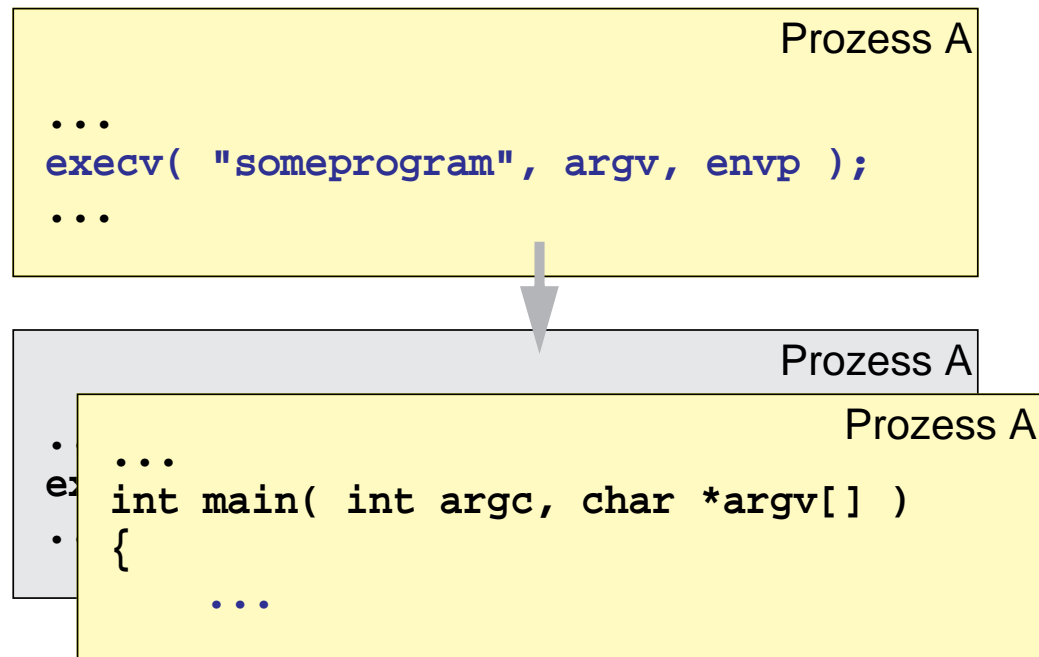 Prozess A
...
execv( "someprogram", argv, envp );
...
Prozess A
Prozess A
...
int main( int argc, char *argv[] )
{
...